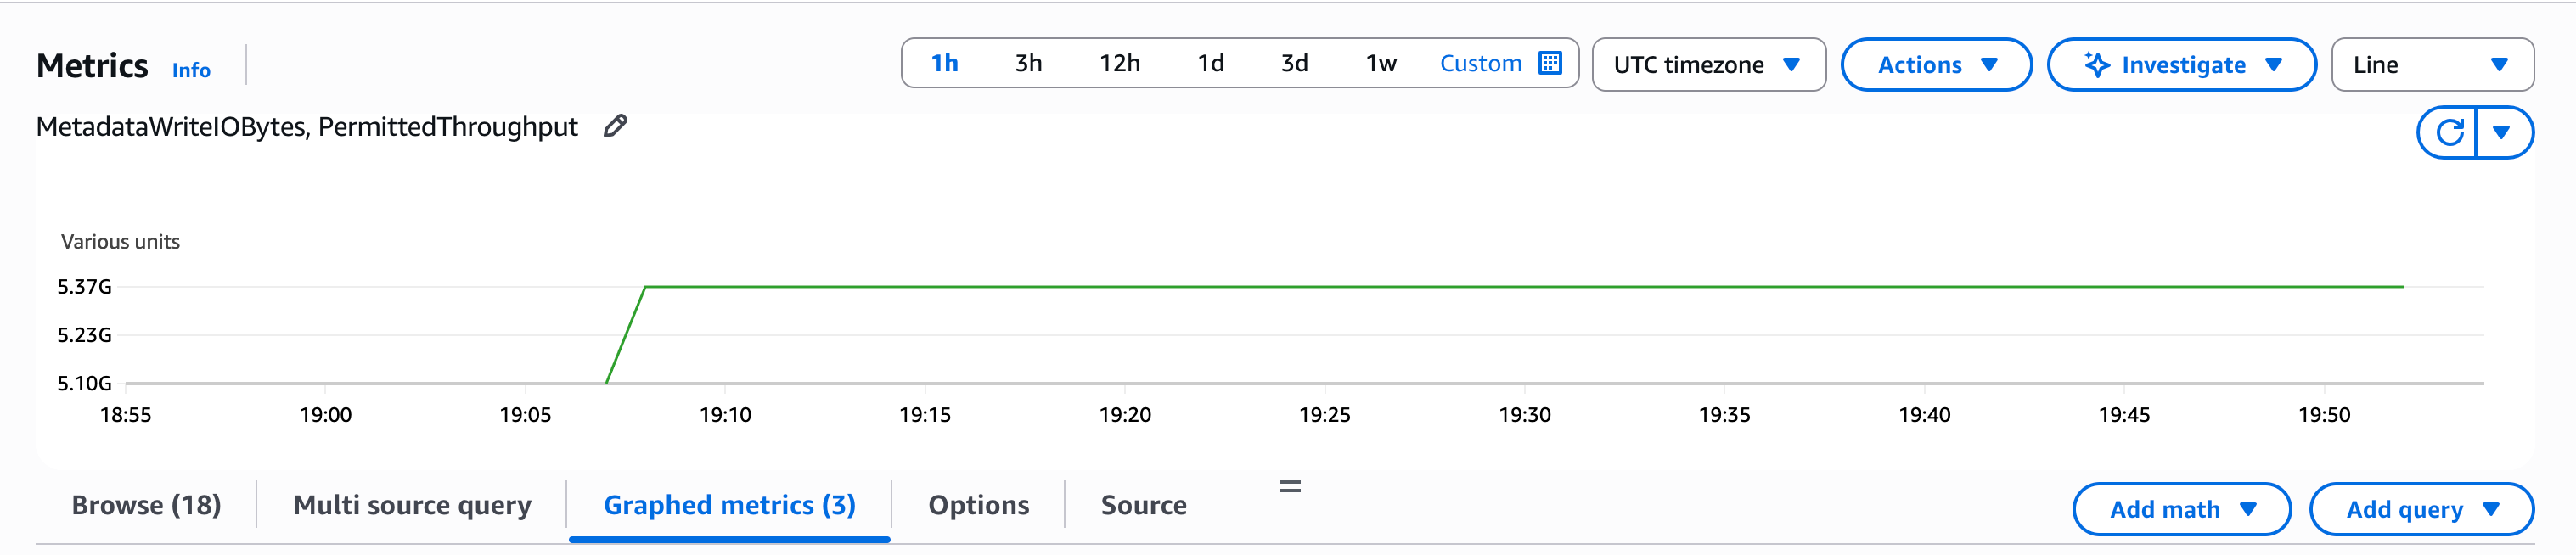 Metrics Info 1h 3h 12h 1d 3d 1w Custom UTC timezone Actions Investigate Line
MetadataWriteIOBytes, PermittedThroughput
Various units
5.37G
5.23G
5.10G
18:55 19:00 19:05 19:10 19:15 19:20 19:25 19:30 19:35 19:40 19:45 19:50
Browse (18) Multi source query Graphed metrics (3) Options Source Add math Add query